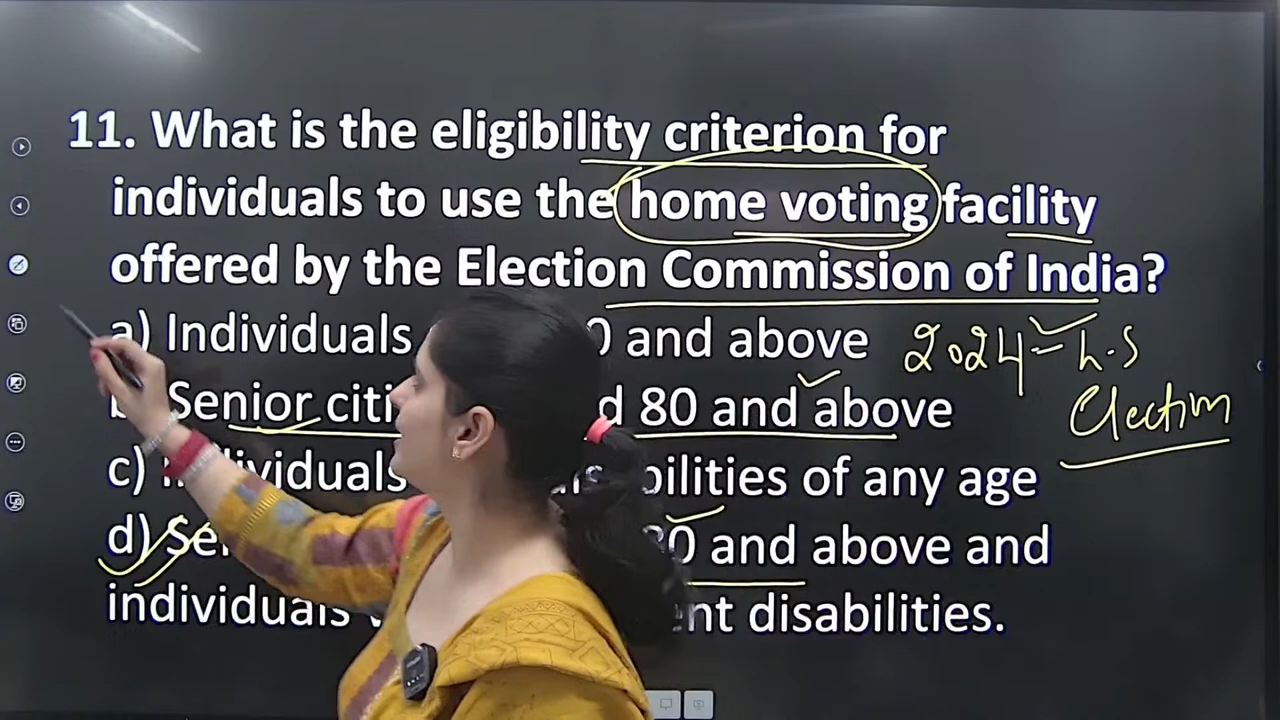 11. What is the eligibility criterion for
individuals to use the home voting facility
offered by the Election Commission of India?
a) Individuals 0 and above 2024 L.S
Senior citi d 80 and above Election
c) individuals bilities of any age
d) Se 80 and above and
individuals nt disabilities.